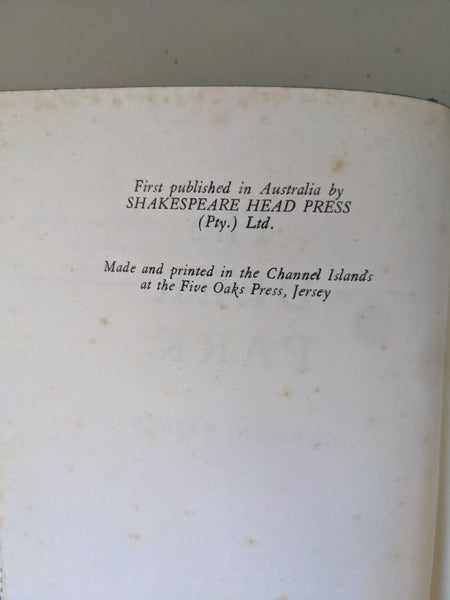 First published in Australia by
SHAKESPEARE HEAD PRESS
(Pty.) Ltd.
Made and printed in the Channel Islands
at the Five Oaks Press, Jersey
PARK